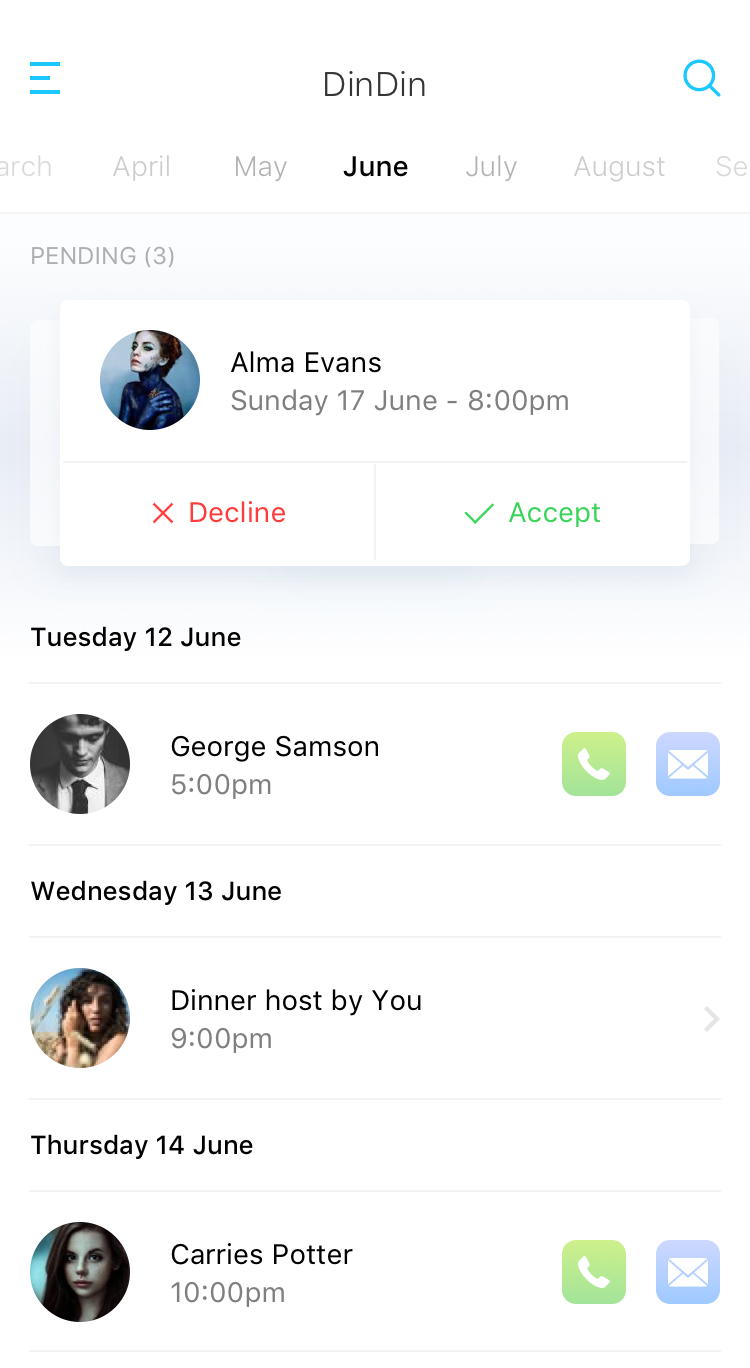 DinDin
arch April May June July August Se
PENDING (3)
Alma Evans
Sunday 17 June - 8:00pm
Decline Accept
Tuesday 12 June
George Samson
5:00pm
Wednesday 13 June
Dinner host by You
9:00pm
Thursday 14 June
Carries Potter
10:00pm